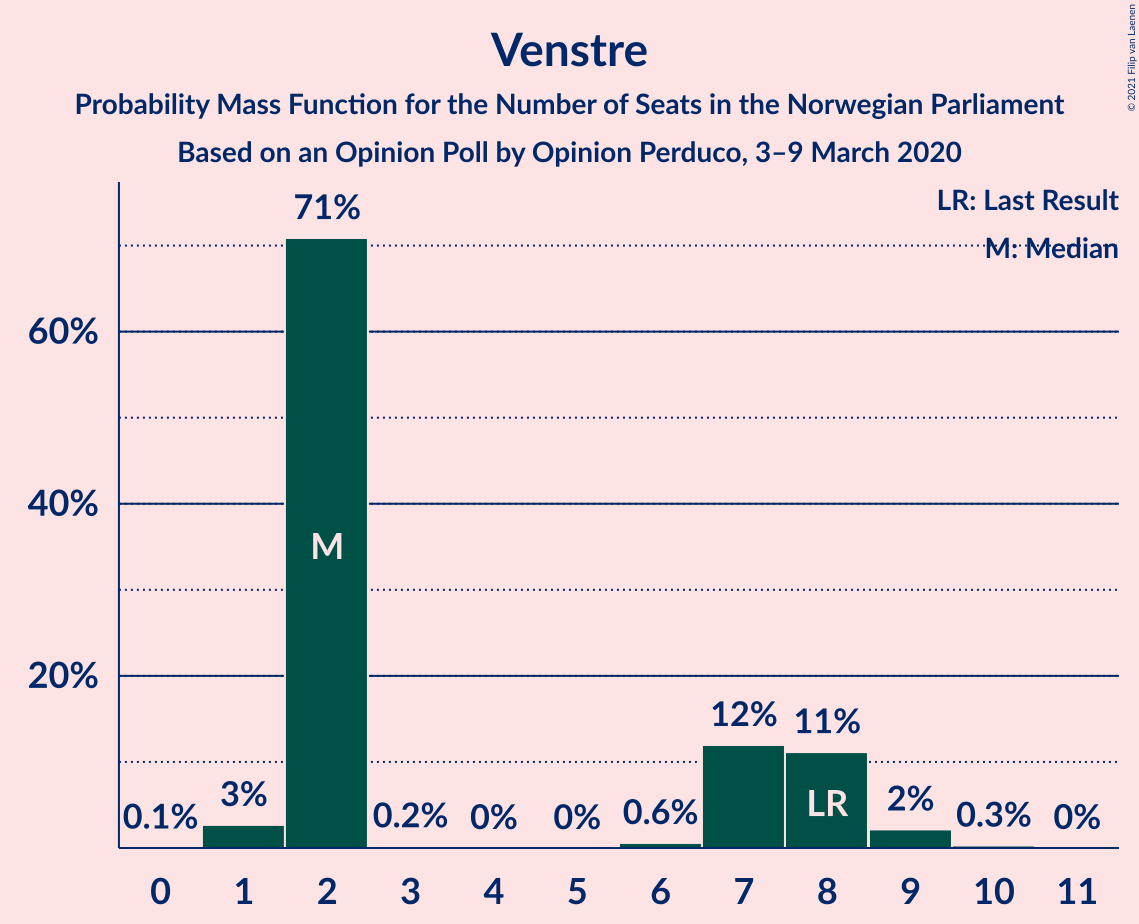 © 2021 Filip van Laenen
Venstre
Probability Mass Function for the Number of Seats in the Norwegian Parliament
Based on an Opinion Poll by Opinion Perduco, 3–9 March 2020
LR: Last Result
M: Median
60%
40%
20%
0.1%
3%
71%
0.2%
0%
0%
0.6%
12%
11%
2%
0.3%
0%
M
LR
0 1 2 3 4 5 6 7 8 9 10 11